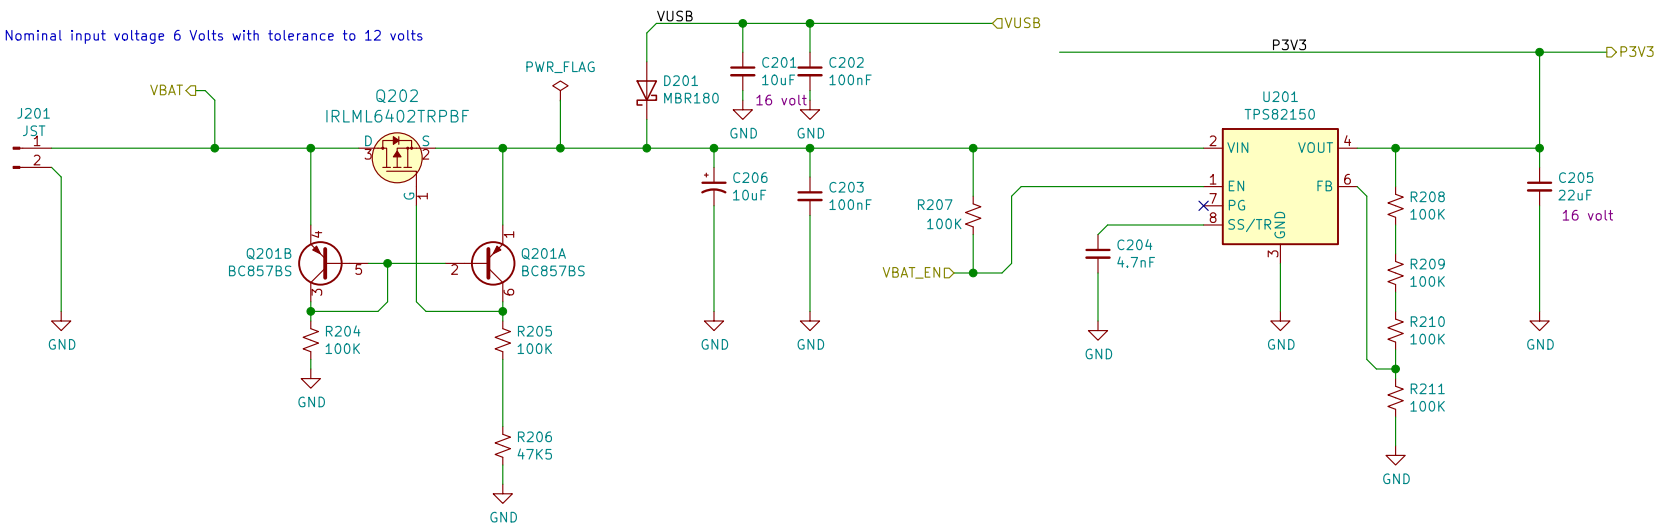 Nominal input voltage 6 Volts with tolerance to 12 volts
VUSB
VUSB
P3V3
P3V3
PWR_FLAG
VBAT
C201
10uF
16 volt
GND
C202
100nF
GND
D201
MBR180
Q202
IRLML6402TRPBF
D
3
S
2
G
1
J201
JST
1
2
GND
U201
TPS82150
2 VIN
VOUT 4
1 EN
FB 6
7 PG
8 SS/TR
GND
3
GND
C206
10uF
GND
C203
100nF
GND
R207
100K
VBAT_EN
C204
4.7nF
GND
R208
100K
R209
100K
R210
100K
R211
100K
GND
C205
22uF
16 volt
GND
Q201B
BC857BS
4
5
3
Q201A
BC857BS
1
2
6
R204
100K
GND
R205
100K
R206
47K5
GND